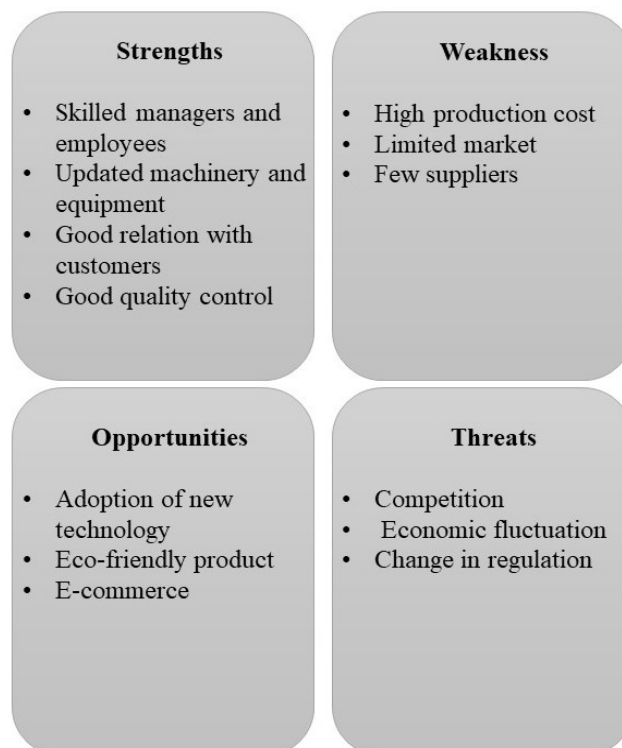 Strengths
• Skilled managers and
employees
• Updated machinery and
equipment
• Good relation with
customers
• Good quality control
Weakness
• High production cost
• Limited market
• Few suppliers
Opportunities
• Adoption of new
technology
• Eco-friendly product
• E-commerce
Threats
• Competition
• Economic fluctuation
• Change in regulation